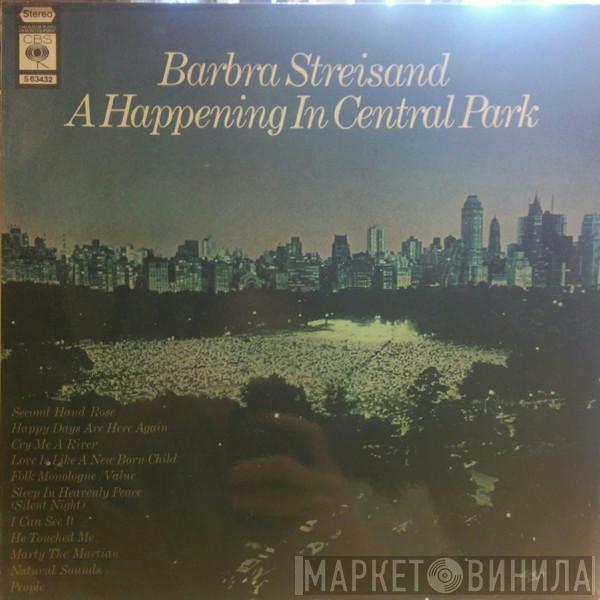 Stereo
CBS
S 63432
Barbra Streisand
A Happening In Central Park
Second Hand Rose
Happy Days Are Here Again
Cry Me A River
Love Is Like A New Born Child
Folk Monologue / Value
Sleep In Heavenly Peace
(Silent Night)
I Can See It
He Touched Me
Marty The Martian
Natural Sounds
People
МАРКЕТ ВИНИЛА